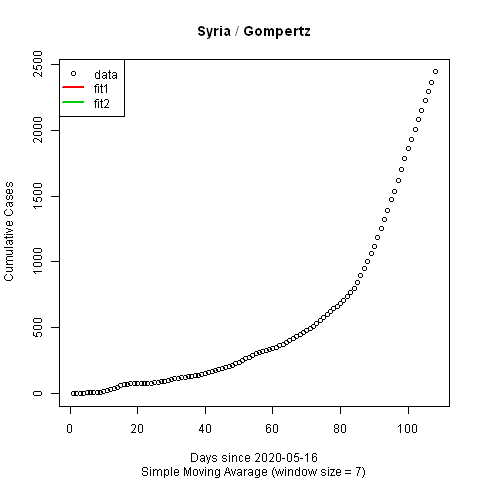 Syria / Gompertz
data
fit1
fit2
Cumulative Cases
0
500
1000
1500
2000
2500
0 20 40 60 80 100
Days since 2020-05-16
Simple Moving Avarage (window size = 7)